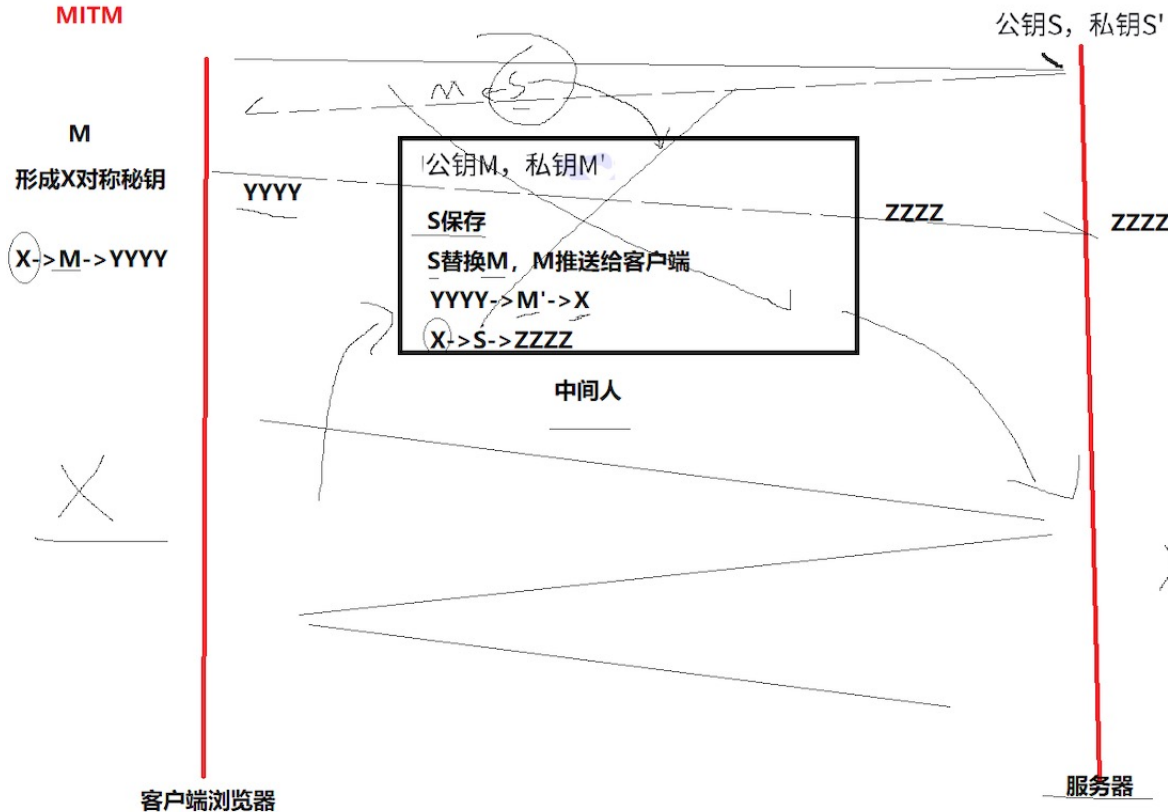 MITM
公钥S，私钥S'
M S
M
形成X对称秘钥
X->M->YYYY
YYYY
公钥M，私钥M'
S保存
S替换M，M推送给客户端
YYYY->M'->X
X->S->ZZZZ
ZZZZ
ZZZZ
中间人
X
客户端浏览器
服务器